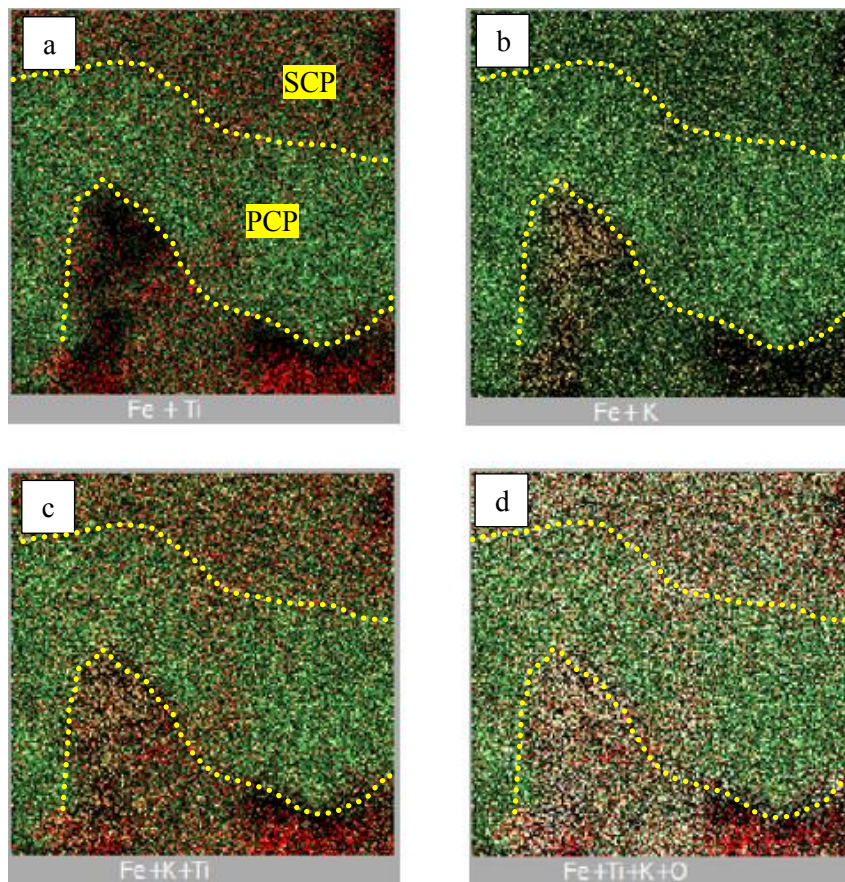 a
SCP
PCP
Fe + Ti
b
Fe + K
c
Fe+K+Ti
d
Fe+Ti+K+O